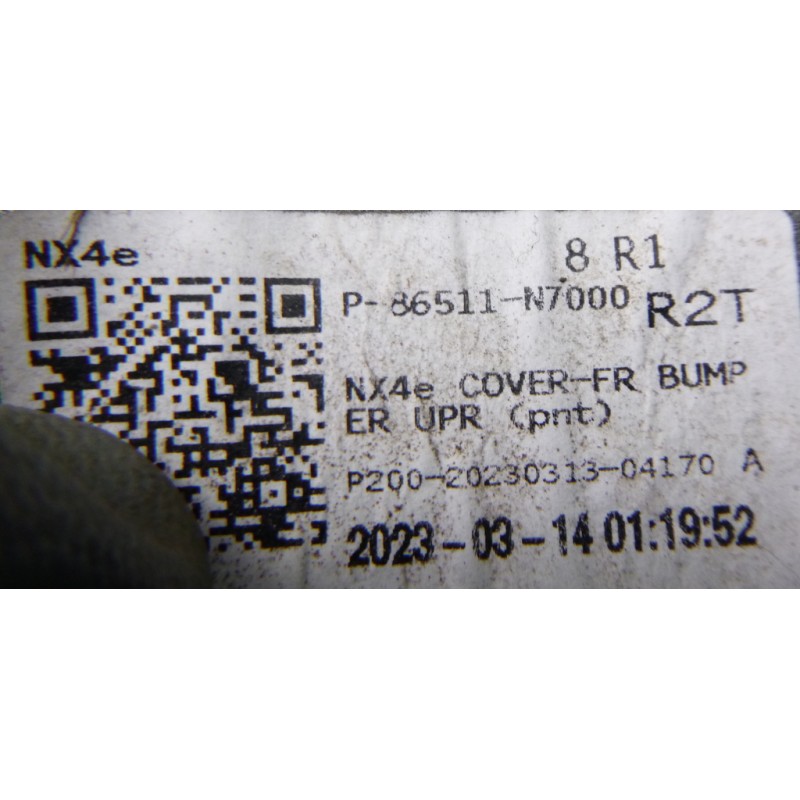 NX4e
8 R1
P-86511-N7000 R2T
NX4e COVER-FR BUMP
ER UPR (pnt)
P200-20230313-04170 A
2023-03-14 01:19:52